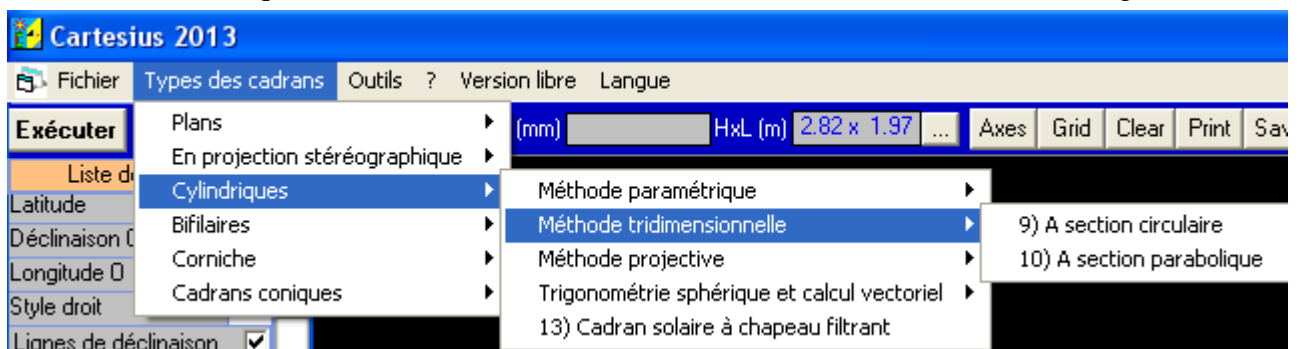 Cartesius 2013
Fichier Types des cadrans Outils ? Version libre Langue
Exécuter (mm) HxL (m) 2.82 x 1.97 ... Axes Grid Clear Print
Plans
En projection stéréographique
Cylindriques
Bifilaires
Corniche
Cadrans coniques
Liste
Latitude
Déclinaison
Longitude O
Style droit
Lignes de déclinaison
Méthode paramétrique
Méthode tridimensionnelle
Méthode projective
Trigonométrie sphérique et calcul vectoriel
13) Cadran solaire à chapeau filtrant
9) A section circulaire
10) A section parabolique